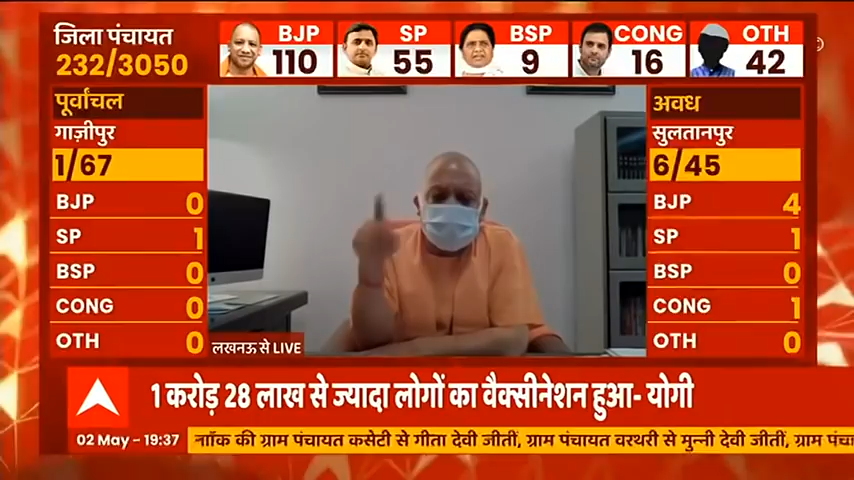 जिला पंचायत
232/3050
BJP
110
SP
55
BSP
9
CONG
16
OTH
42
पूर्वांचल
गाज़ीपुर
1/67
BJP 0
SP 1
BSP 0
CONG 0
OTH 0
अवध
सुलतानपुर
6/45
BJP 4
SP 1
BSP 0
CONG 1
OTH 0
लखनऊ से LIVE
1 करोड़ 28 लाख से ज्यादा लोगों का वैक्सीनेशन हुआ- योगी
02 May - 19:37
की ग्राम पंचायत कसेटी से गीता देवी जीतीं, ग्राम पंचायत वरथरी से मुन्नी देवी जीतीं, ग्राम